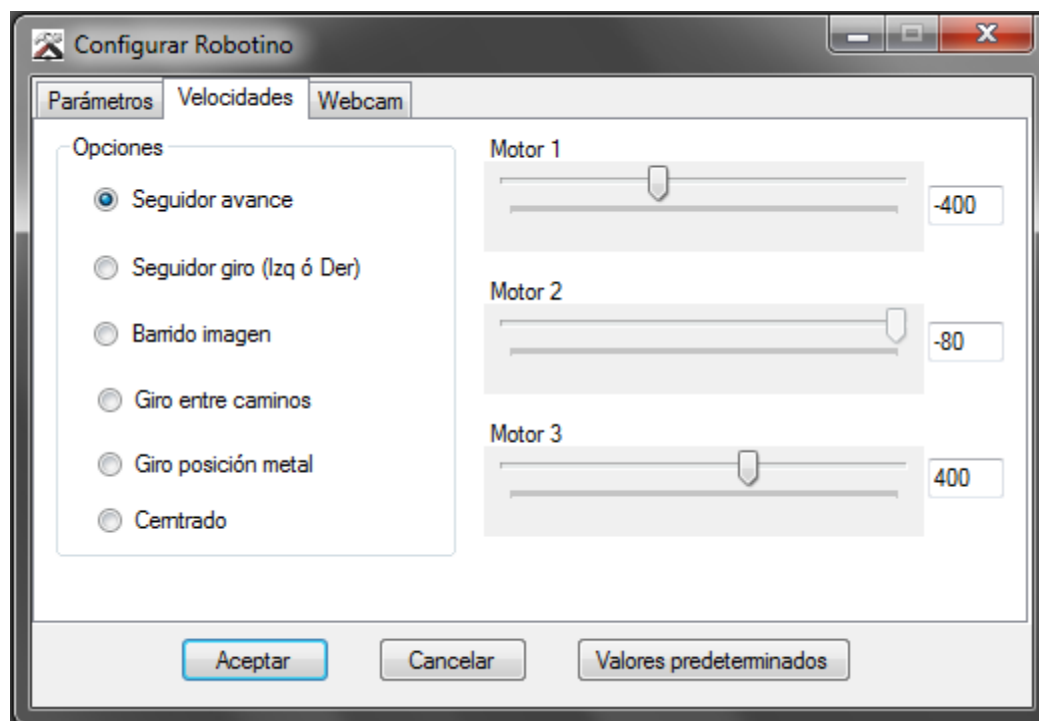 Configurar Robotino
Parámetros Velocidades Webcam
Opciones
Seguidor avance
Seguidor giro (Izq ó Der)
Barrido imagen
Giro entre caminos
Giro posición metal
Cemtrado
Motor 1
-400
Motor 2
-80
Motor 3
400
Aceptar Cancelar Valores predeterminados